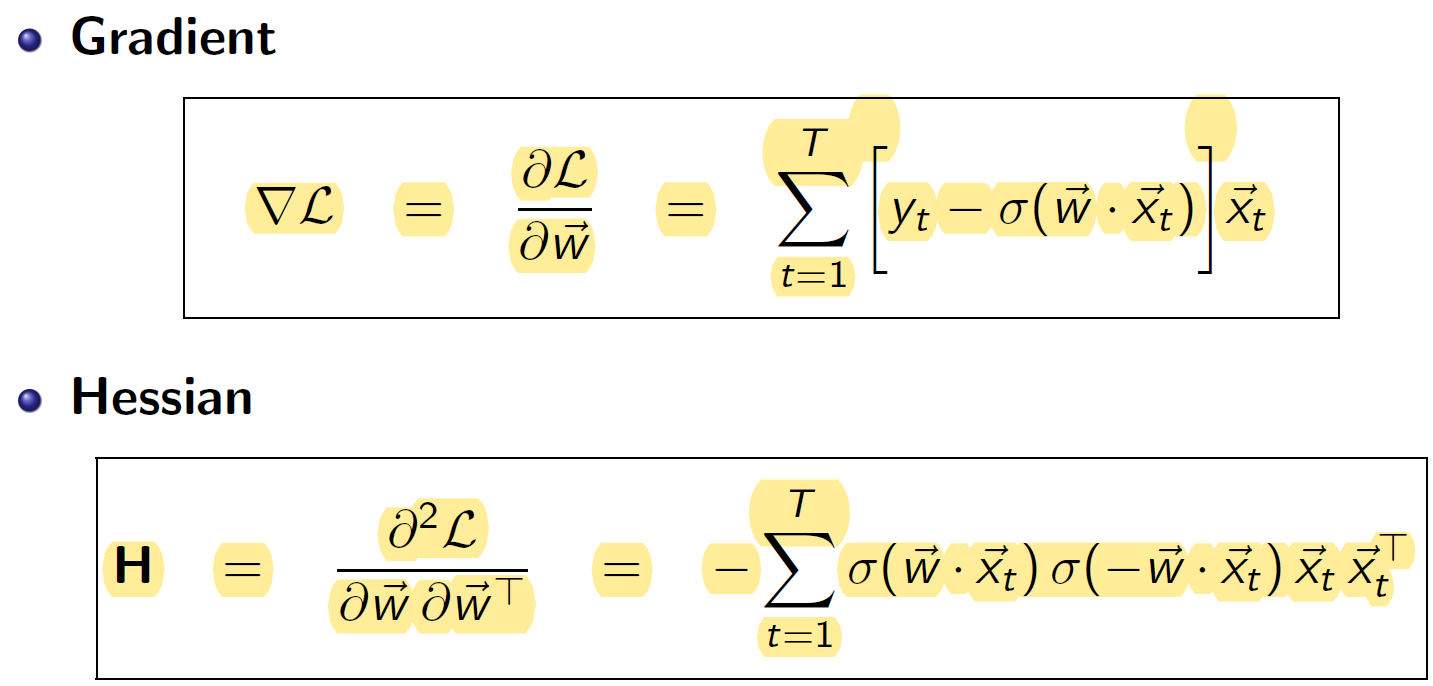 • Gradient
∇ℒ = ∂ℒ/∂w⃗ = ∑_{t=1}^{T} [y_t − σ(w⃗ · x⃗_t)] x⃗_t
• Hessian
H = ∂²ℒ/∂w⃗ ∂w⃗^⊤ = −∑_{t=1}^{T} σ(w⃗ · x⃗_t) σ(−w⃗ · x⃗_t) x⃗_t x⃗_t^⊤